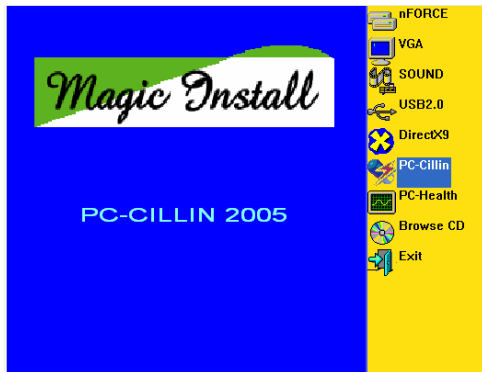 Magic Install
PC-CILLIN 2005
nFORCE
VGA
SOUND
USB2.0
DirectX9
PC-Cillin
PC-Health
Browse CD
Exit